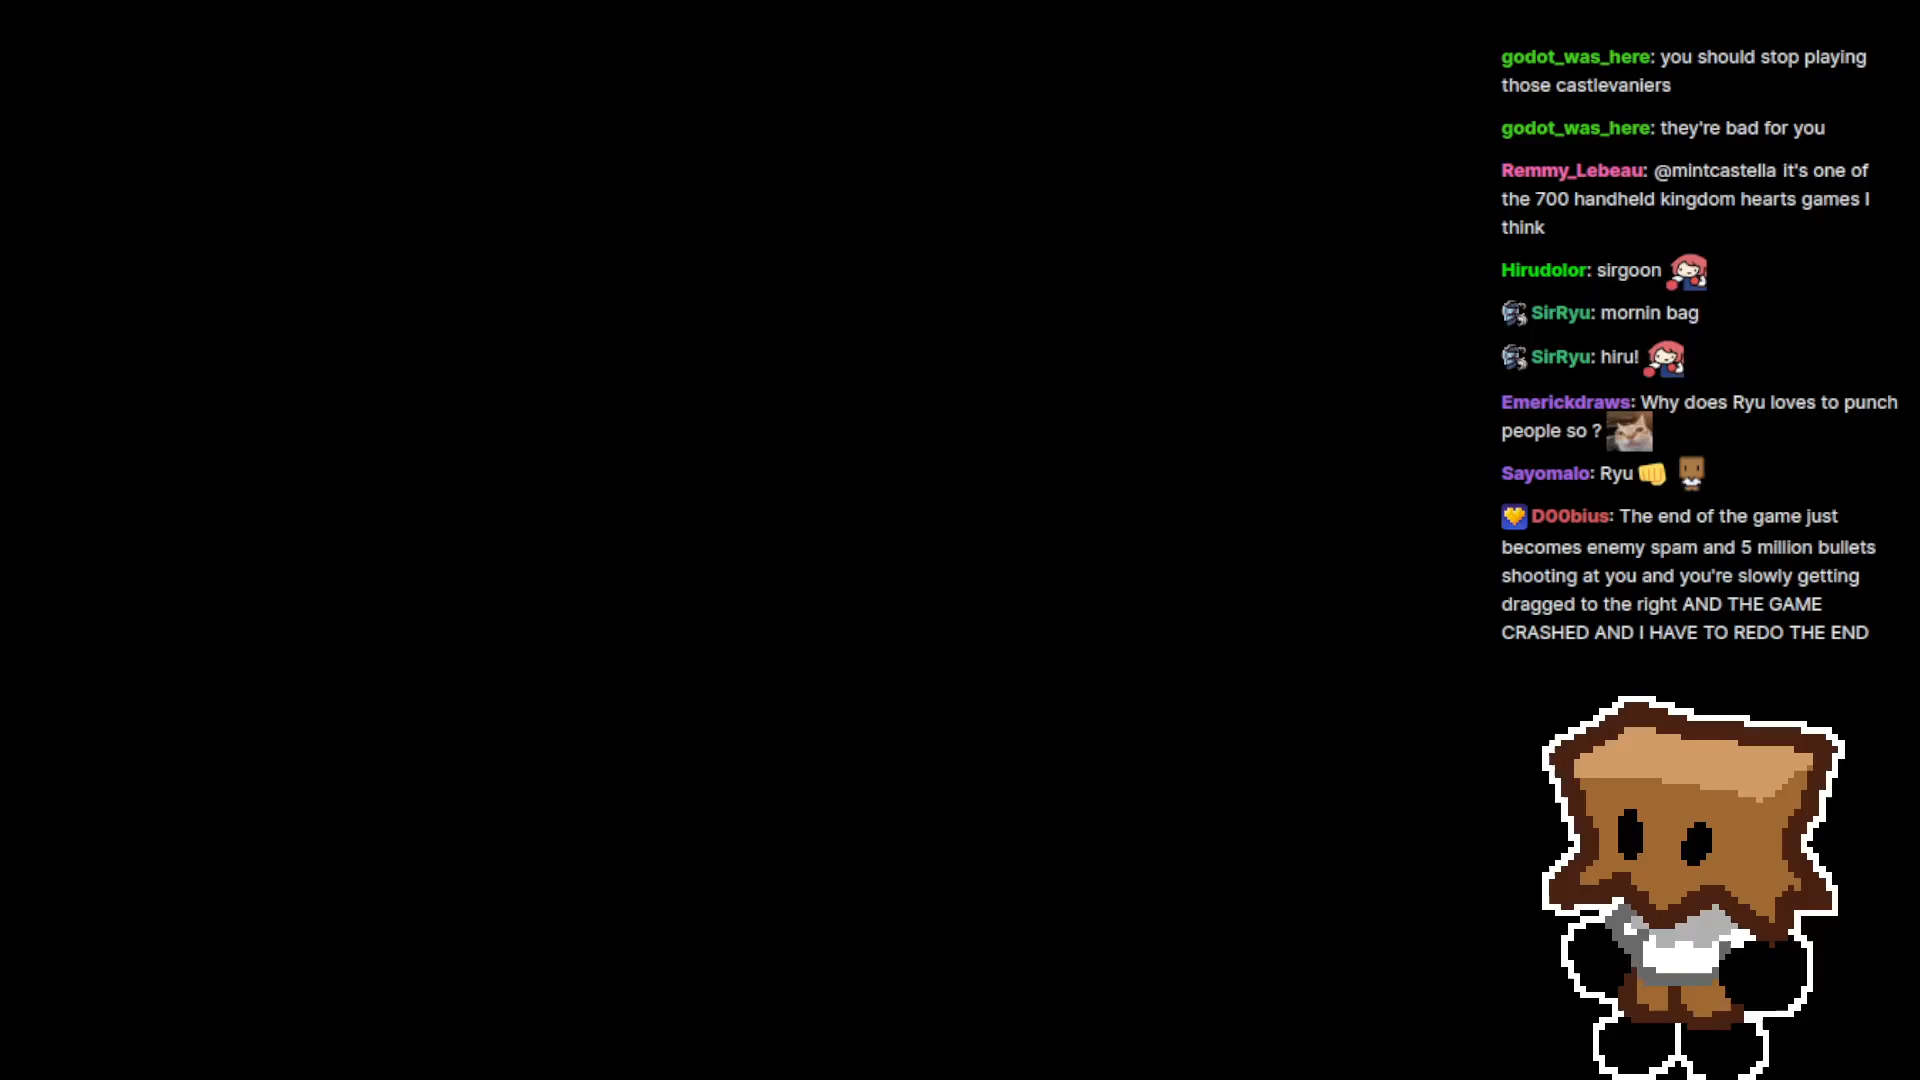 godot_was_here: you should stop playing
those castlevaniers
godot_was_here: they're bad for you
Remmy_Lebeau: @mintcastella it's one of
the 700 handheld kingdom hearts games I
think
Hirudolor: sirgoon
SirRyu: mornin bag
SirRyu: hiru!
Emerickdraws: Why does Ryu loves to punch
people so ?
Sayomalo: Ryu 👊
D00bius: The end of the game just
becomes enemy spam and 5 million bullets
shooting at you and you're slowly getting
dragged to the right AND THE GAME
CRASHED AND I HAVE TO REDO THE END